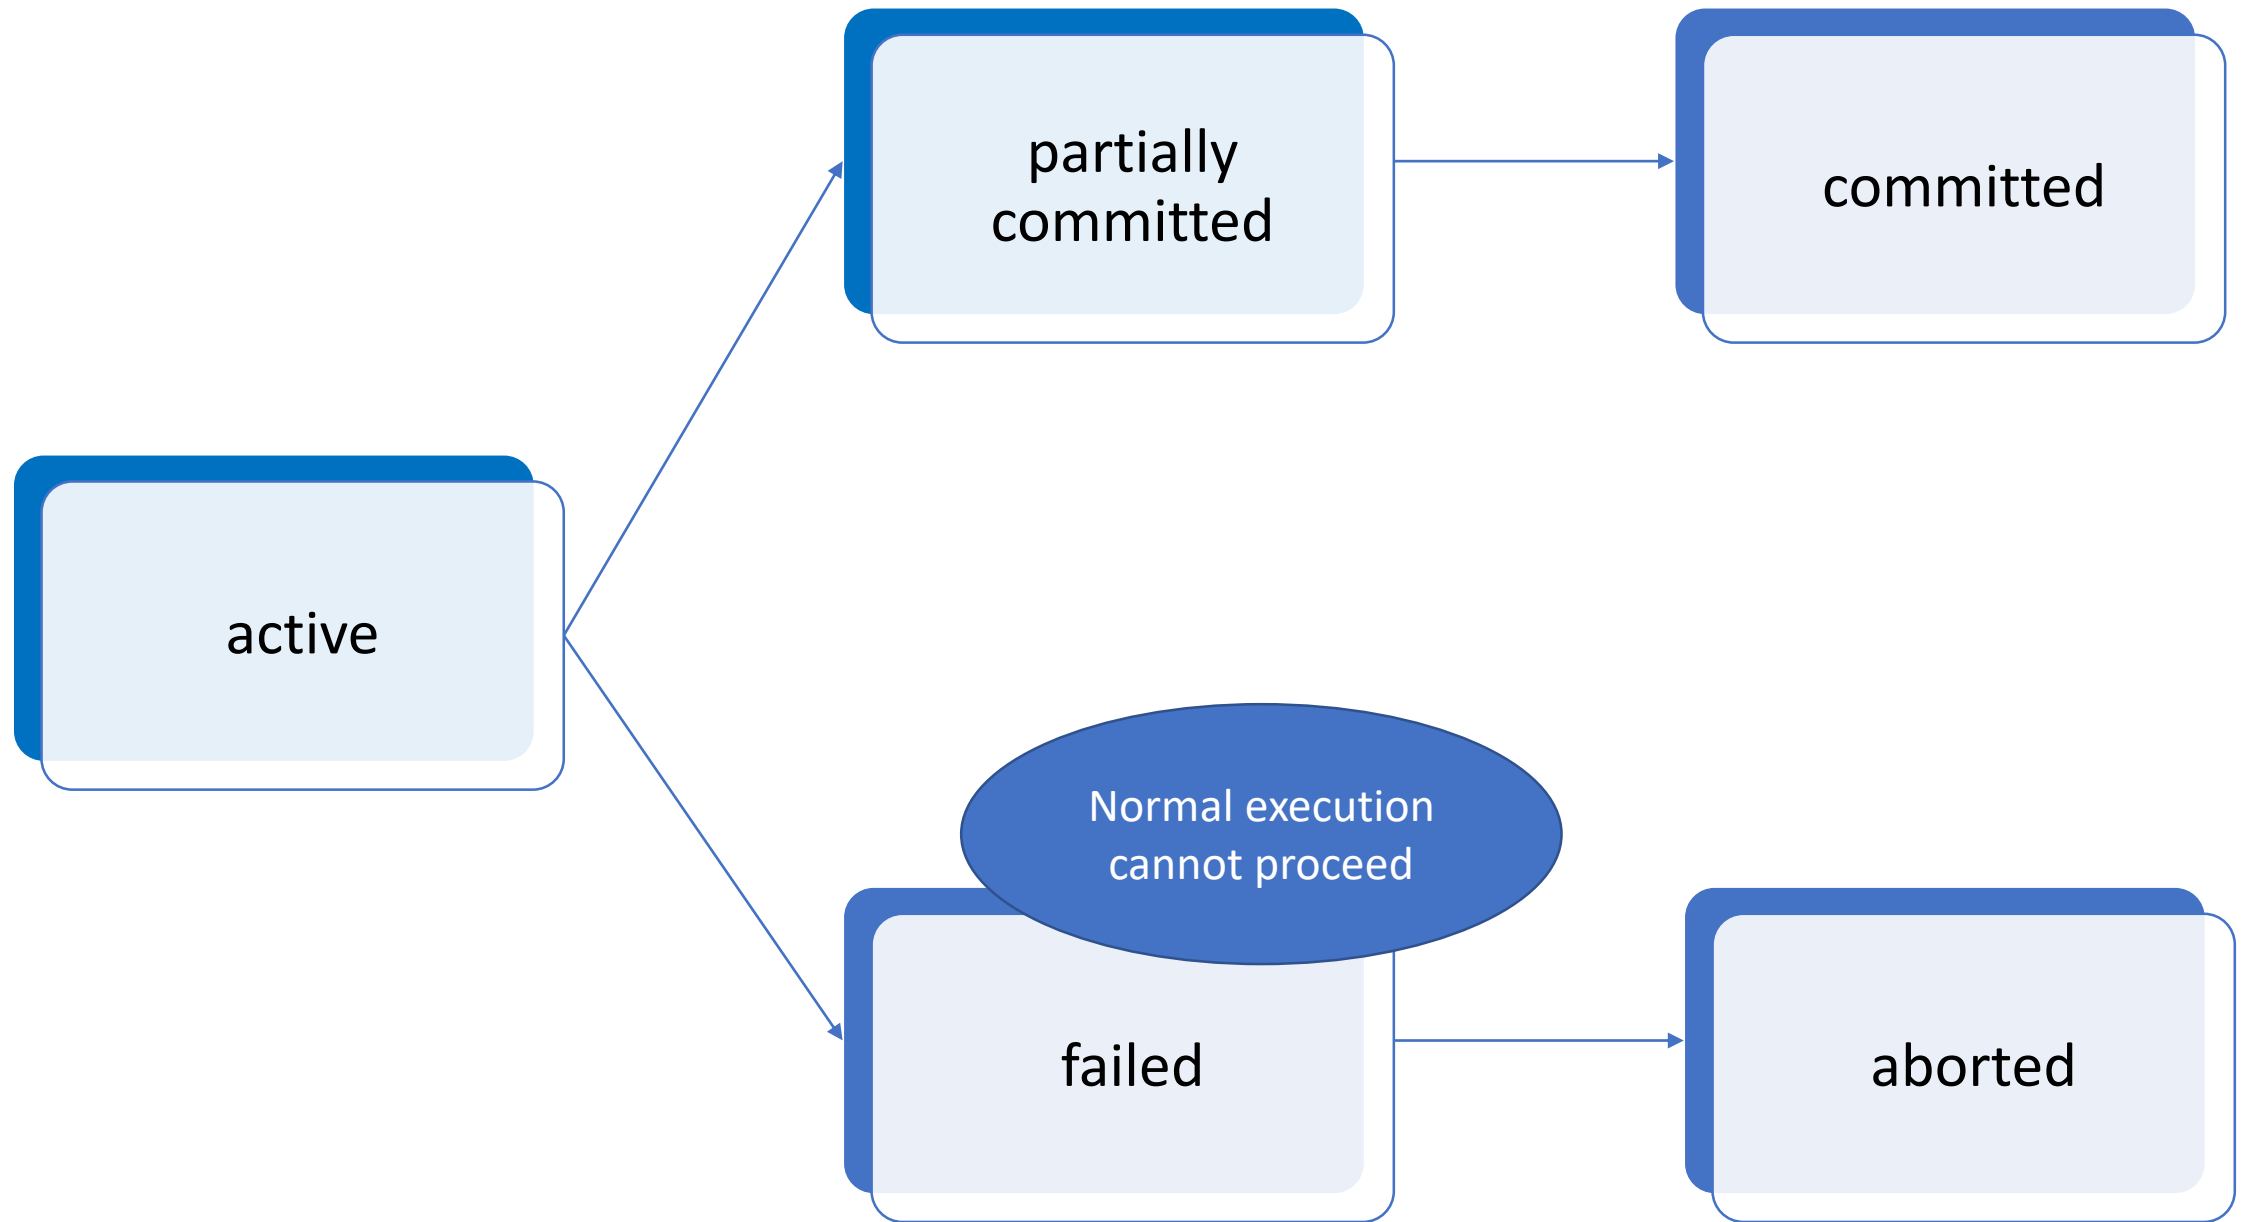 partially
committed
committed
active
Normal execution
cannot proceed
failed
aborted